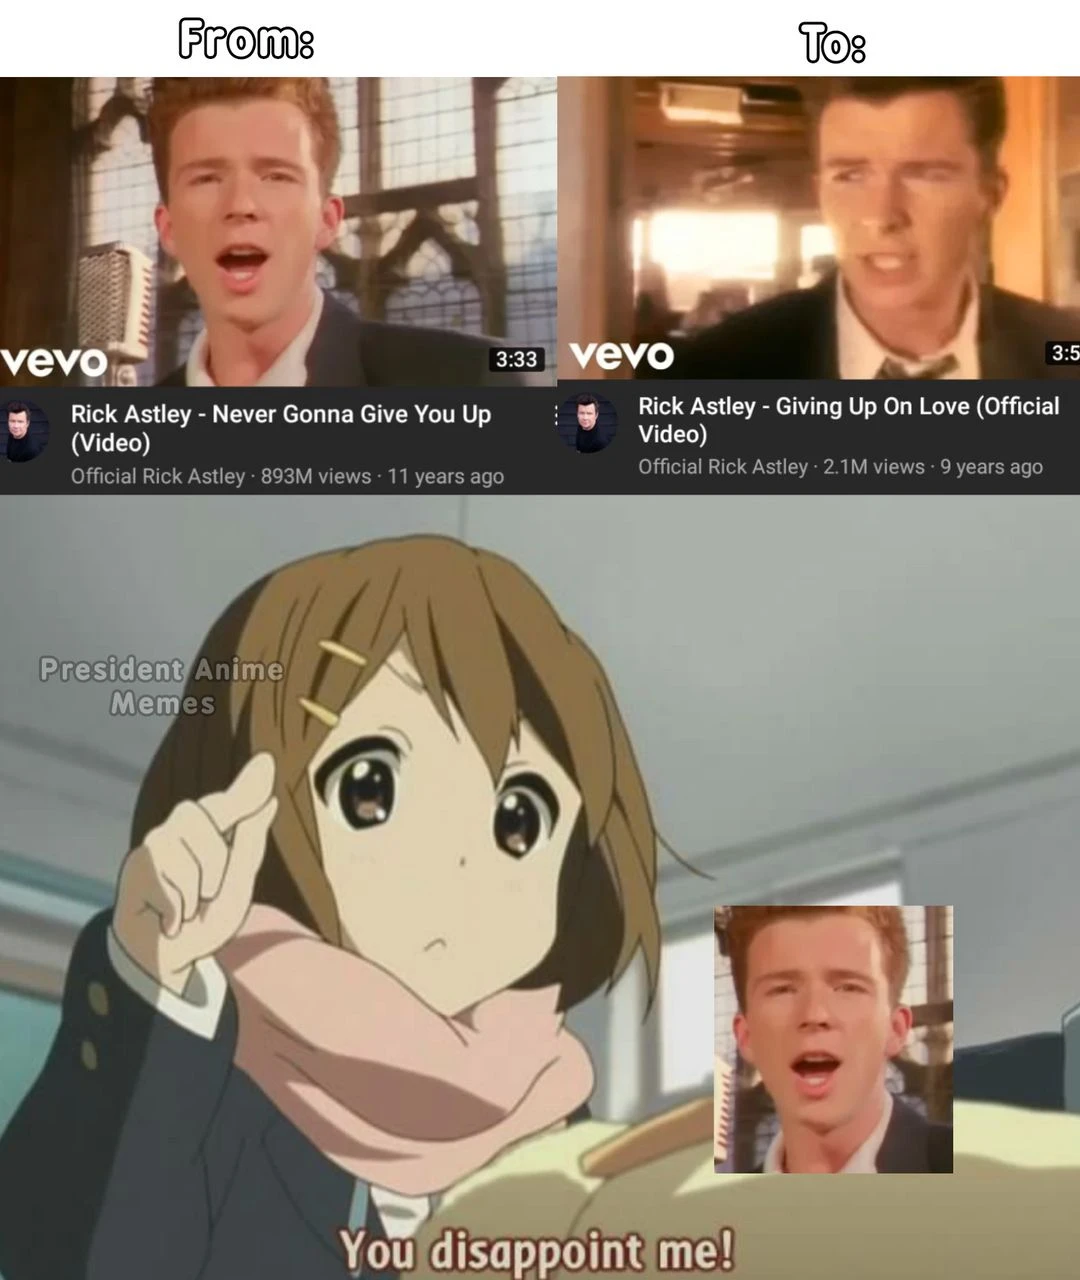 From:
To:
vevo
3:33
Rick Astley - Never Gonna Give You Up
(Video)
Official Rick Astley · 893M views · 11 years ago
vevo
3:5
Rick Astley - Giving Up On Love (Official
Video)
Official Rick Astley · 2.1M views · 9 years ago
President Anime
Memes
You disappoint me!